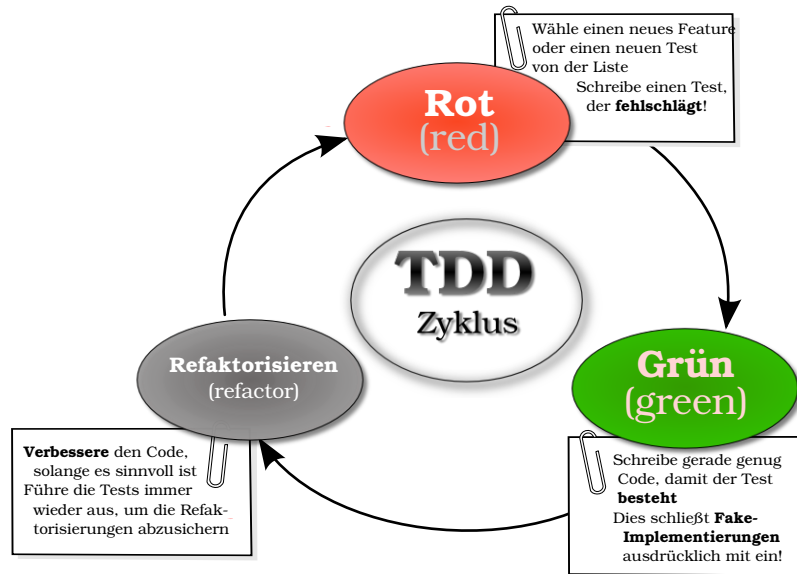 Wähle einen neues Feature
oder einen neuen Test
von der Liste
Schreibe einen Test,
der fehlschlägt!
Rot
(red)
TDD
Zyklus
Refaktorisieren
(refactor)
Grün
(green)
Verbessere den Code,
solange es sinnvoll ist
Führe die Tests immer
wieder aus, um die Refak-
torisierungen abzusichern
Schreibe gerade genug
Code, damit der Test
besteht
Dies schließt Fake-
Implementierungen
ausdrücklich mit ein!